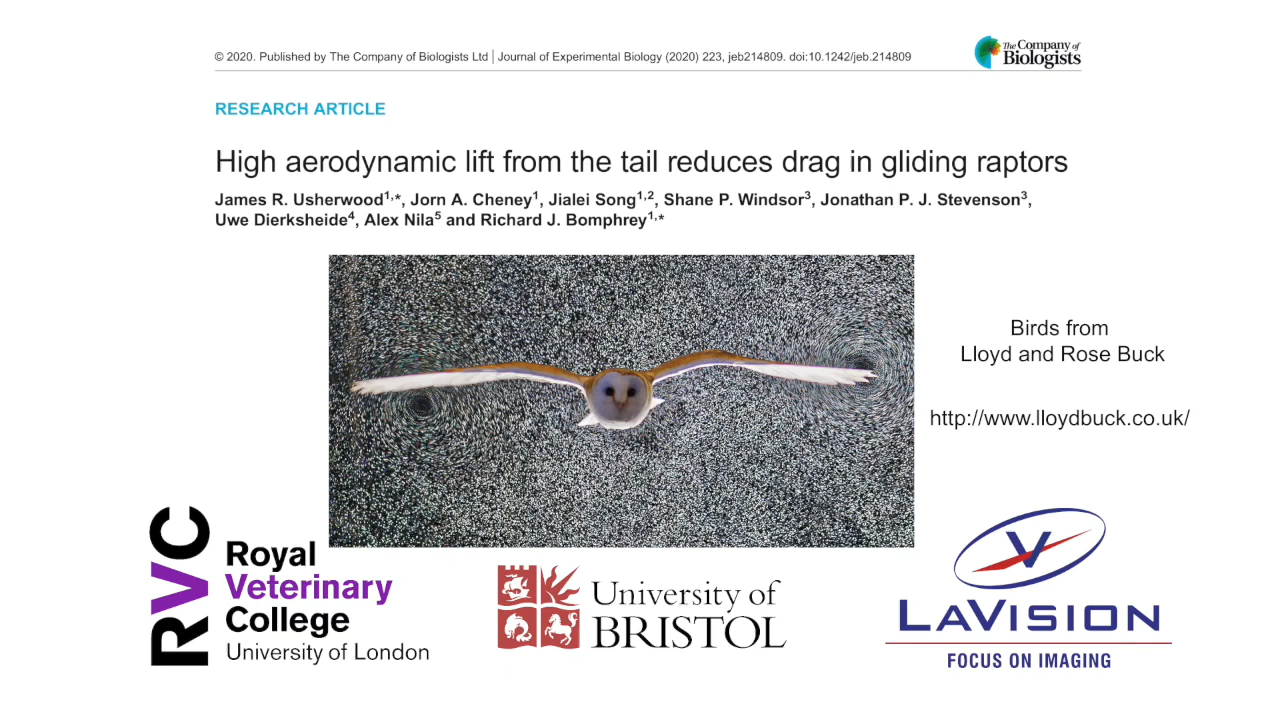 © 2020. Published by The Company of Biologists Ltd | Journal of Experimental Biology (2020) 223, jeb214809. doi:10.1242/jeb.214809
The Company of
Biologists
RESEARCH ARTICLE
High aerodynamic lift from the tail reduces drag in gliding raptors
James R. Usherwood1,*, Jorn A. Cheney1, Jialei Song1,2, Shane P. Windsor3, Jonathan P. J. Stevenson3,
Uwe Dierksheide4, Alex Nila5 and Richard J. Bomphrey1,*
Birds from
Lloyd and Rose Buck
http://www.lloydbuck.co.uk/
RVC
Royal
Veterinary
College
University of London
University of
BRISTOL
LAVISION
FOCUS ON IMAGING